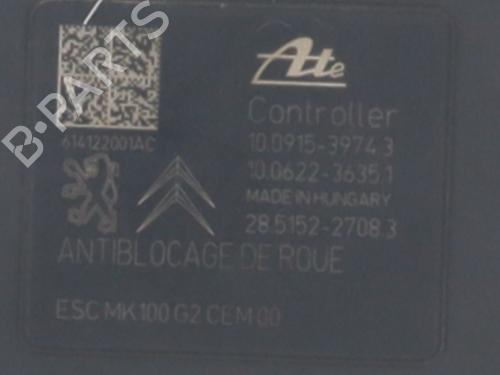 B-PARTS
Ate
Controller
614122001AC
10.0915-3974.3
10.0622-3635.1
MADE IN HUNGARY
28.5152-2708.3
ANTIBLOCAGE DE ROUE
ESC MK100 G2 CEM 00